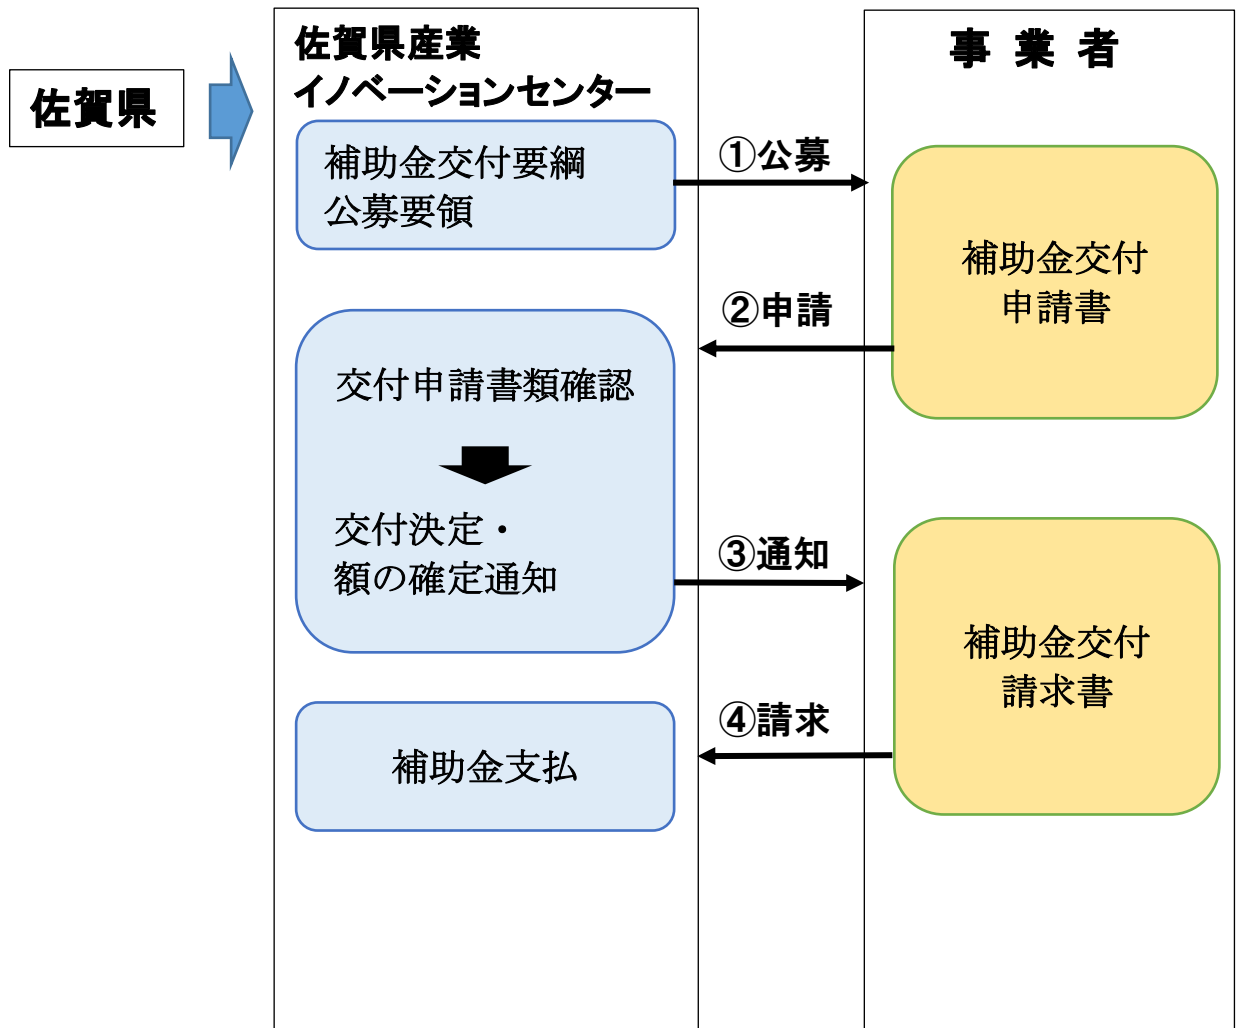 佐賀県
佐賀県産業
イノベーションセンター
補助金交付要綱
公募要領
①公募
事業者
補助金交付
申請書
②申請
交付申請書類確認
交付決定・
額の確定通知
③通知
補助金交付
請求書
④請求
補助金支払